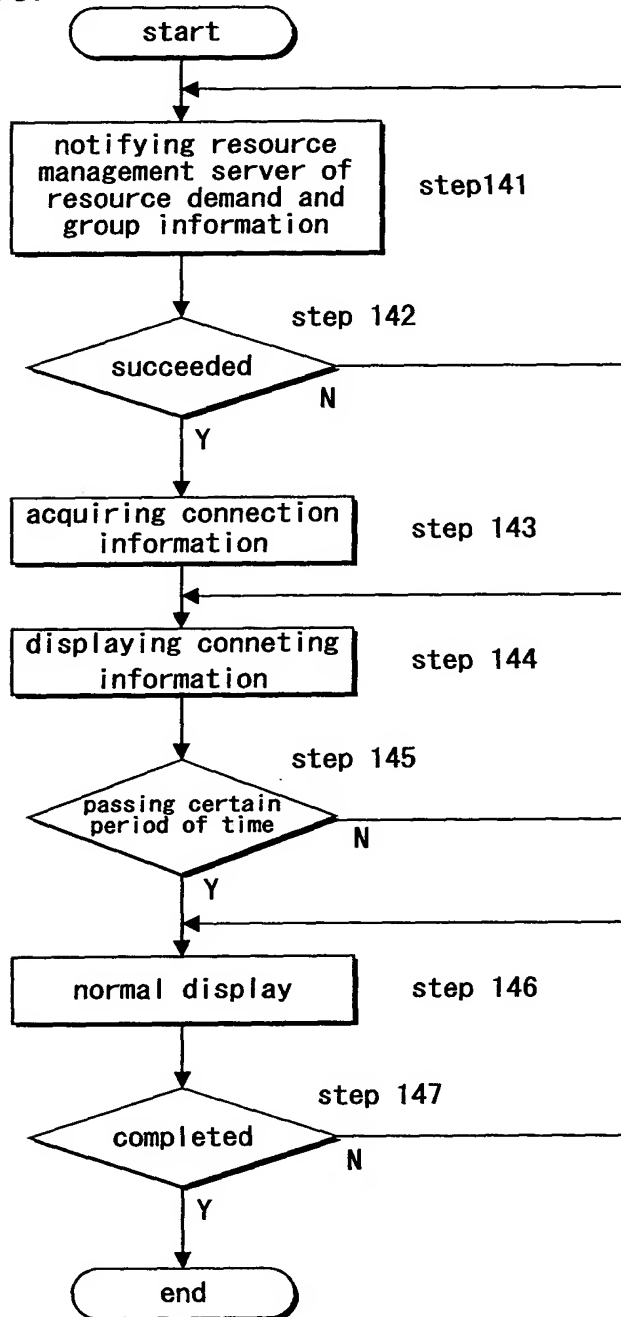 start
notifying resource
management server of
resource demand and
group information
step141
step 142
succeeded
N
Y
acquiring connection
information
step 143
displaying conneting
information
step 144
step 145
passing certain
period of time
N
Y
normal display
step 146
step 147
completed
N
Y
end